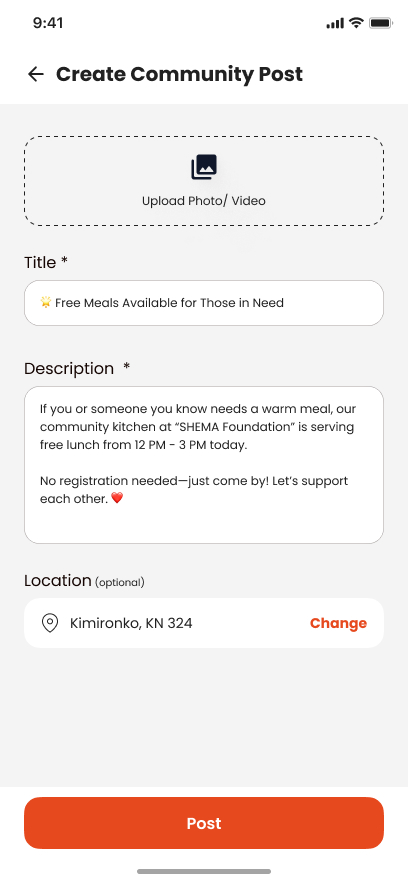 9:41
Create Community Post
Upload Photo/ Video
Title *
🌟 Free Meals Available for Those in Need
Description *
If you or someone you know needs a warm meal, our
community kitchen at “SHEMA Foundation” is serving
free lunch from 12 PM - 3 PM today.
No registration needed—just come by! Let’s support
each other. ❤️
Location (optional)
Kimironko, KN 324
Change
Post